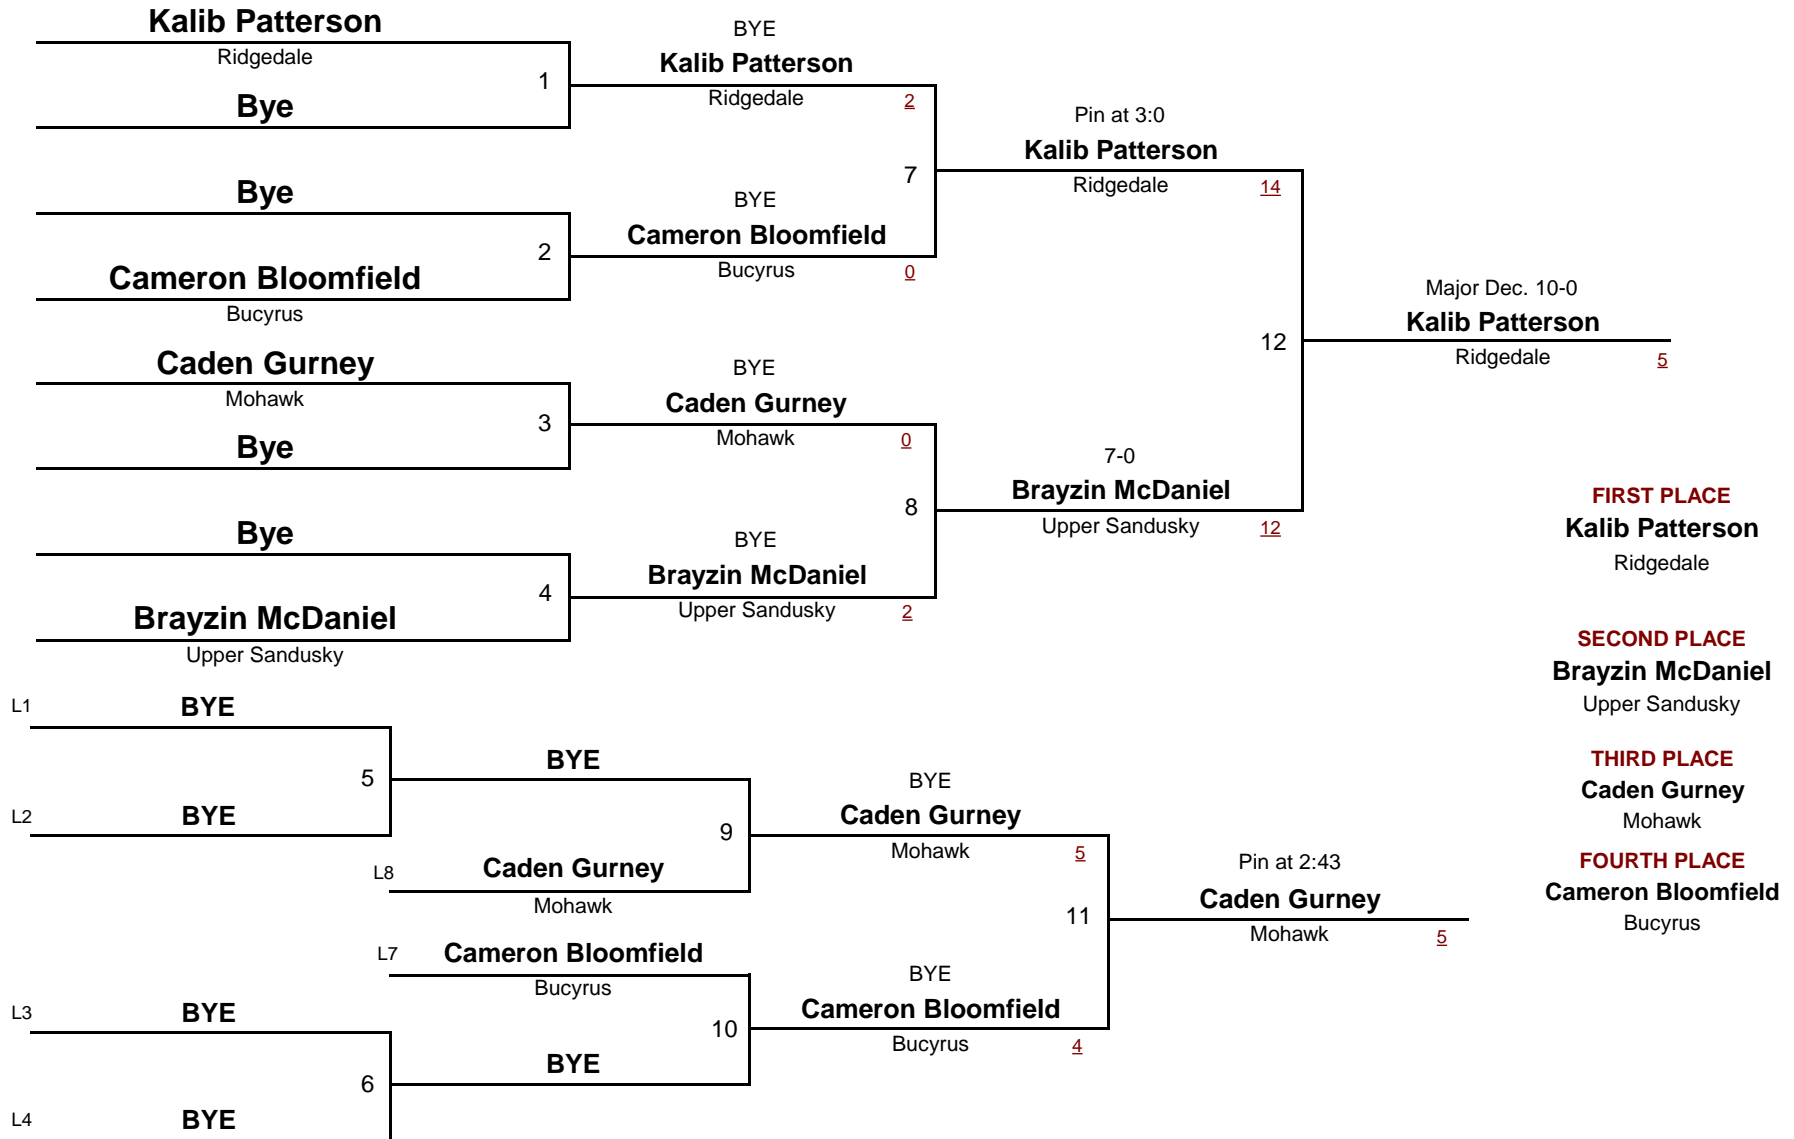 Kalib Patterson
Ridgedale
1
Bye
Bye
2
Cameron Bloomfield
Bucyrus
Caden Gurney
Mohawk
3
Bye
Bye
4
Brayzin McDaniel
Upper Sandusky
BYE
Kalib Patterson
Ridgedale 2
7
BYE
Cameron Bloomfield
Bucyrus 0
BYE
Caden Gurney
Mohawk 0
8
BYE
Brayzin McDaniel
Upper Sandusky 2
Pin at 3:0
Kalib Patterson
Ridgedale 14
12
7-0
Brayzin McDaniel
Upper Sandusky 12
Major Dec. 10-0
Kalib Patterson
Ridgedale 5
FIRST PLACE
Kalib Patterson
Ridgedale
SECOND PLACE
Brayzin McDaniel
Upper Sandusky
THIRD PLACE
Caden Gurney
Mohawk
FOURTH PLACE
Cameron Bloomfield
Bucyrus
L1 BYE
5
L2 BYE
BYE
9
L8 Caden Gurney
Mohawk
L7 Cameron Bloomfield
Bucyrus
10
BYE
L3 BYE
6
L4 BYE
BYE
Caden Gurney
Mohawk 5
11
BYE
Cameron Bloomfield
Bucyrus 4
Pin at 2:43
Caden Gurney
Mohawk 5